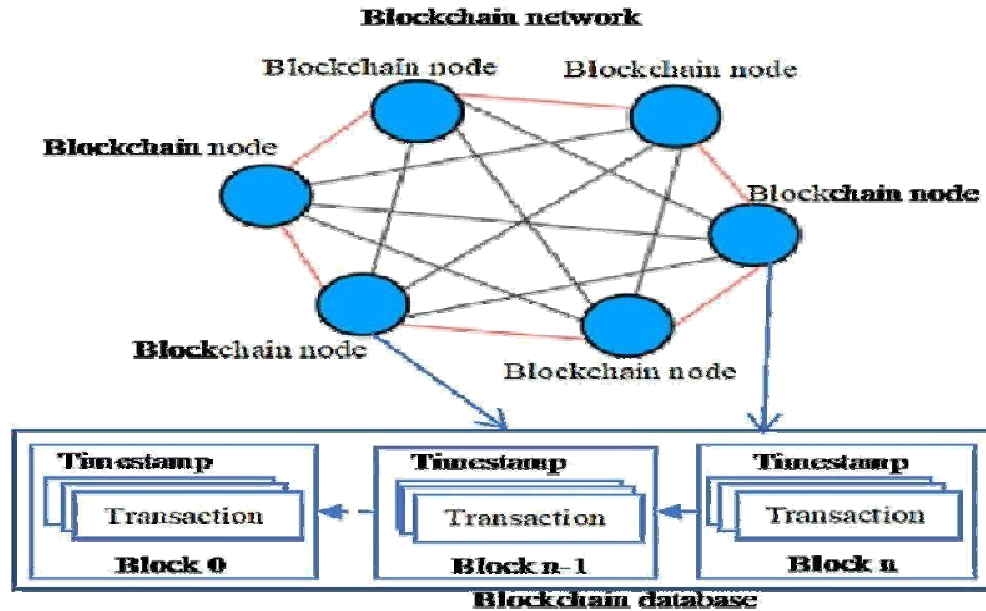 Blockchain network
Blockchain node
Blockchain node
Blockchain node
Blockchain node
Blockchain node
Blockchain node
Timestamp
Transaction
Block 0
Timestamp
Transaction
Block n-1
Timestamp
Transaction
Block n
Blockchain database